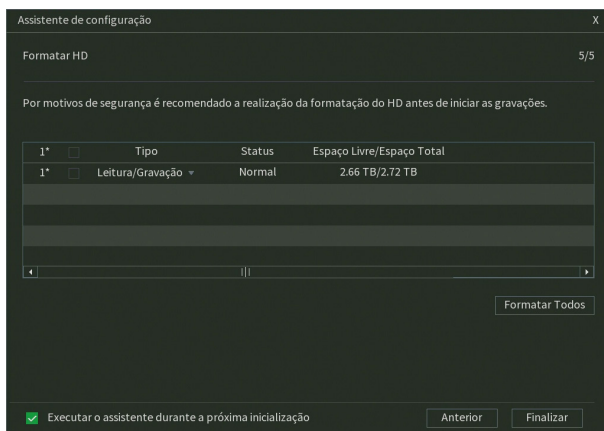 Assistente de configuração X
Formatar HD 5/5
Por motivos de segurança é recomendado a realização da formatação do HD antes de iniciar as gravações.
1* Tipo Status Espaço Livre/Espaço Total
1* Leitura/Gravação Normal 2.66 TB/2.72 TB
Formatar Todos
Executar o assistente durante a próxima inicialização Anterior Finalizar